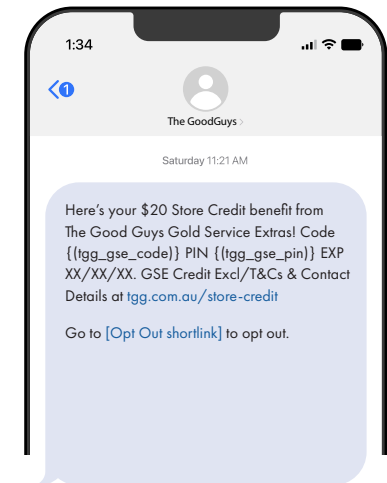 1:34
1
The GoodGuys
Saturday 11:21 AM
Here's your $20 Store Credit benefit from
The Good Guys Gold Service Extras! Code
{(tgg_gse_code)} PIN {(tgg_gse_pin)} EXP
XX/XX/XX. GSE Credit Excl/T&Cs & Contact
Details at tgg.com.au/store-credit
Go to [Opt Out shortlink] to opt out.